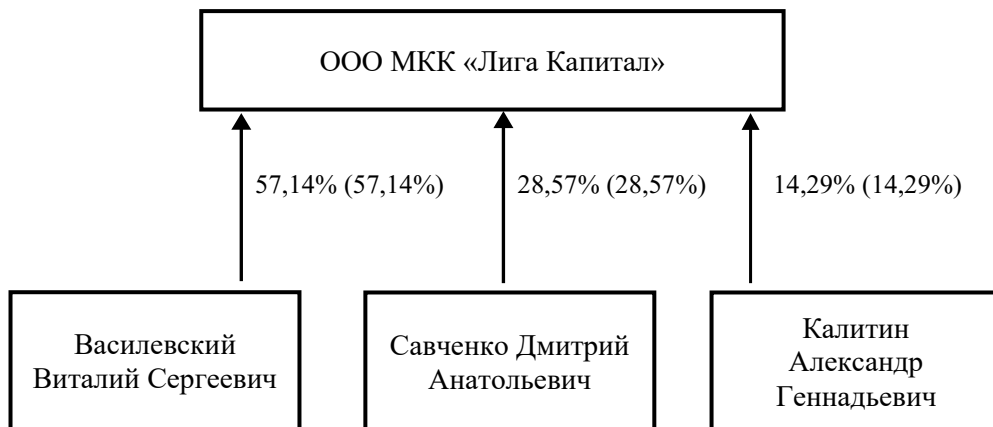 ООО МКК «Лига Капитал»
57,14% (57,14%)
28,57% (28,57%)
14,29% (14,29%)
Василевский
Виталий Сергеевич
Савченко Дмитрий
Анатольевич
Калитин
Александр
Геннадьевич